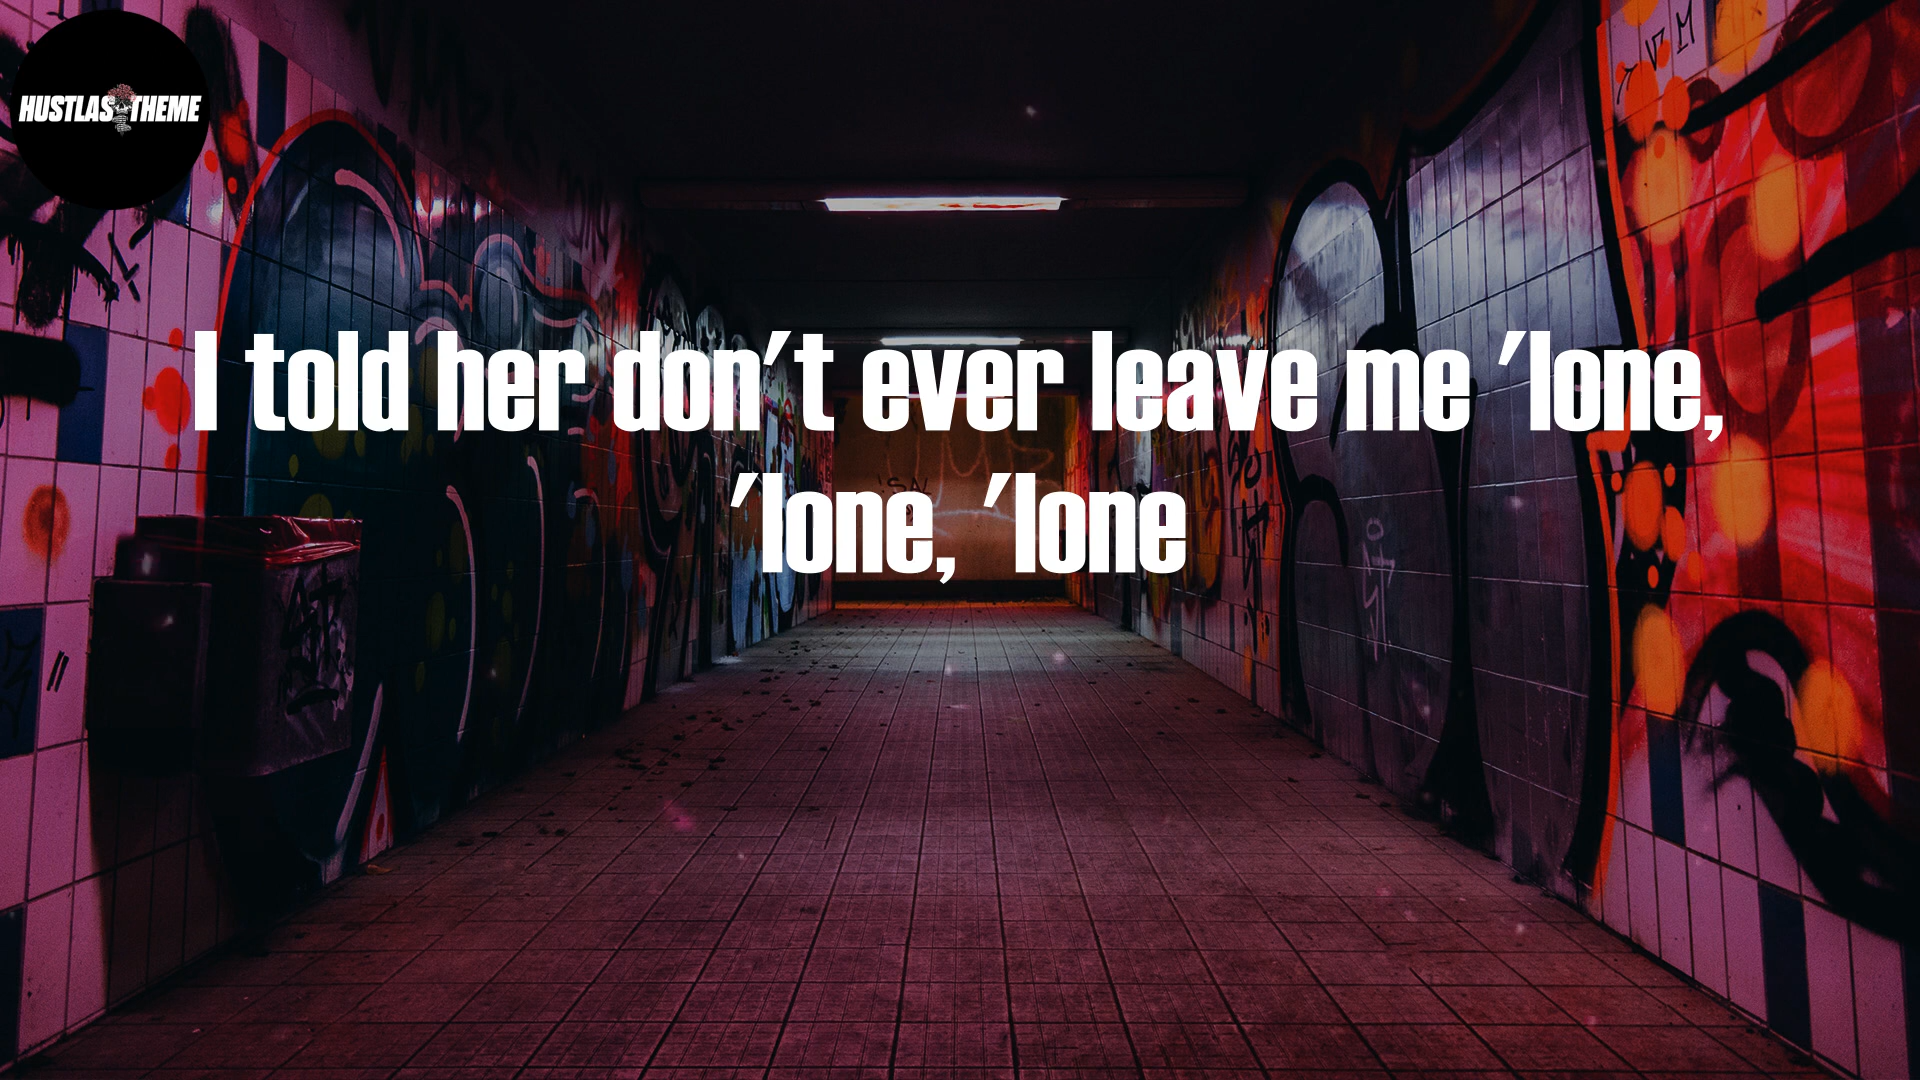 HUSTLAS THEME
I told her don't ever leave me 'lone,
'lone, 'lone